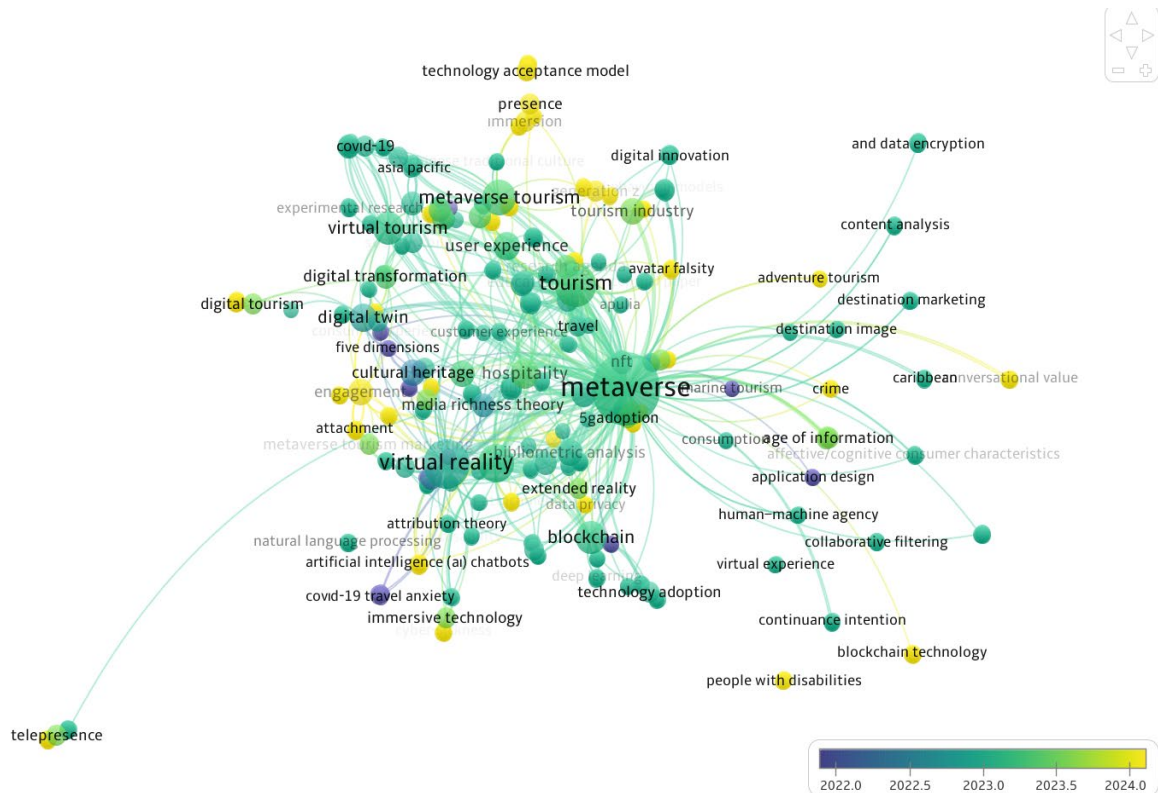 technology acceptance model
presence
immersion
covid-19
asia pacific
digital innovation
and data encryption
metaverse tourism
generation z
models
experimental research
tourism industry
virtual tourism
content analysis
user experience
digital transformation
tourism
avatar falsity
adventure tourism
digital tourism
apulia
destination marketing
digital twin
travel
customer experience
destination image
five dimensions
nft
cultural heritage
hospitality
metaverse
marine tourism
crime
caribbean
conversational value
engagement
media richness theory
5gadoption
attachment
consumption
age of information
metaverse tourism marketing
bibliometric analysis
affective/cognitive consumer characteristics
virtual reality
application design
extended reality
data privacy
human-machine agency
attribution theory
blockchain
natural language processing
collaborative filtering
artificial intelligence (ai) chatbots
virtual experience
deep learning
technology adoption
covid-19 travel anxiety
immersive technology
continuance intention
blockchain technology
people with disabilities
telepresence
2022.0 2022.5 2023.0 2023.5 2024.0